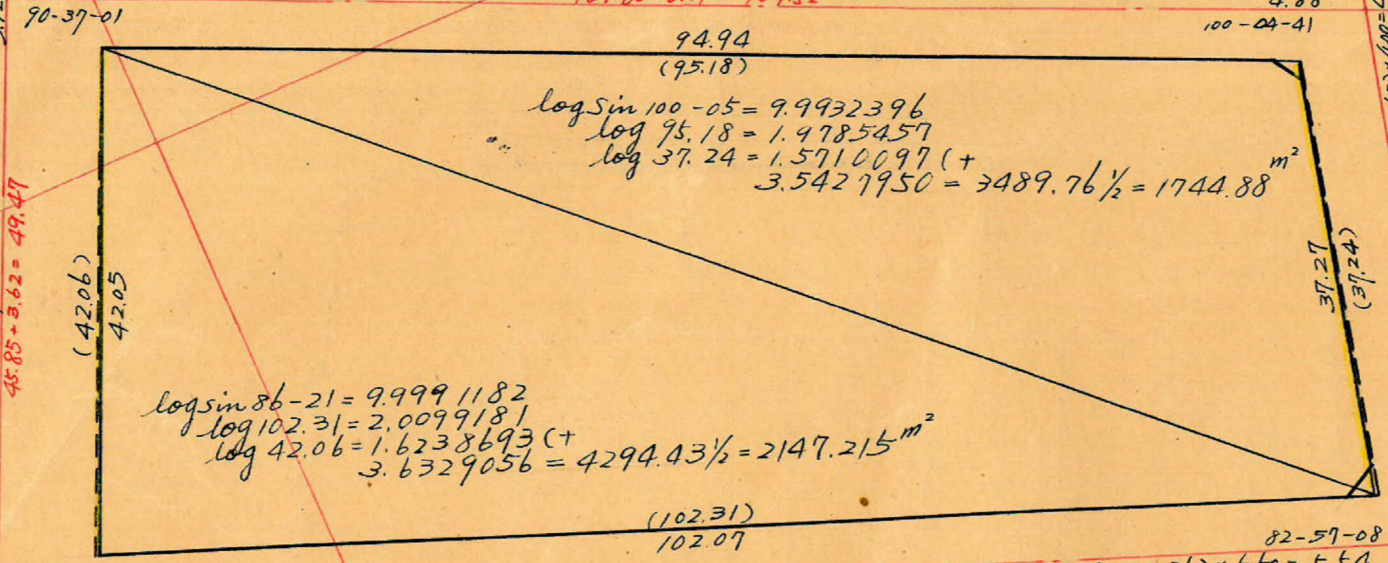 90-37-01
4.00
100-04-41
94.94
(95.18)
log sin 100-05 = 9.9932396
log 95.18 = 1.9785457
log 37.24 = 1.5710097 (+
3.5427950 = 3489.76 ½ = 1744.88 m²
45.85 + 3.62 = 49.47
(42.06)
42.05
37.27
(37.24)
log sin 86-21 = 9.9991182
log 102.31 = 2.0099181
log 42.06 = 1.6238693 (+
3.6329056 = 4294.43 ½ = 2147.215 m²
(102.31)
102.07
82-57-08